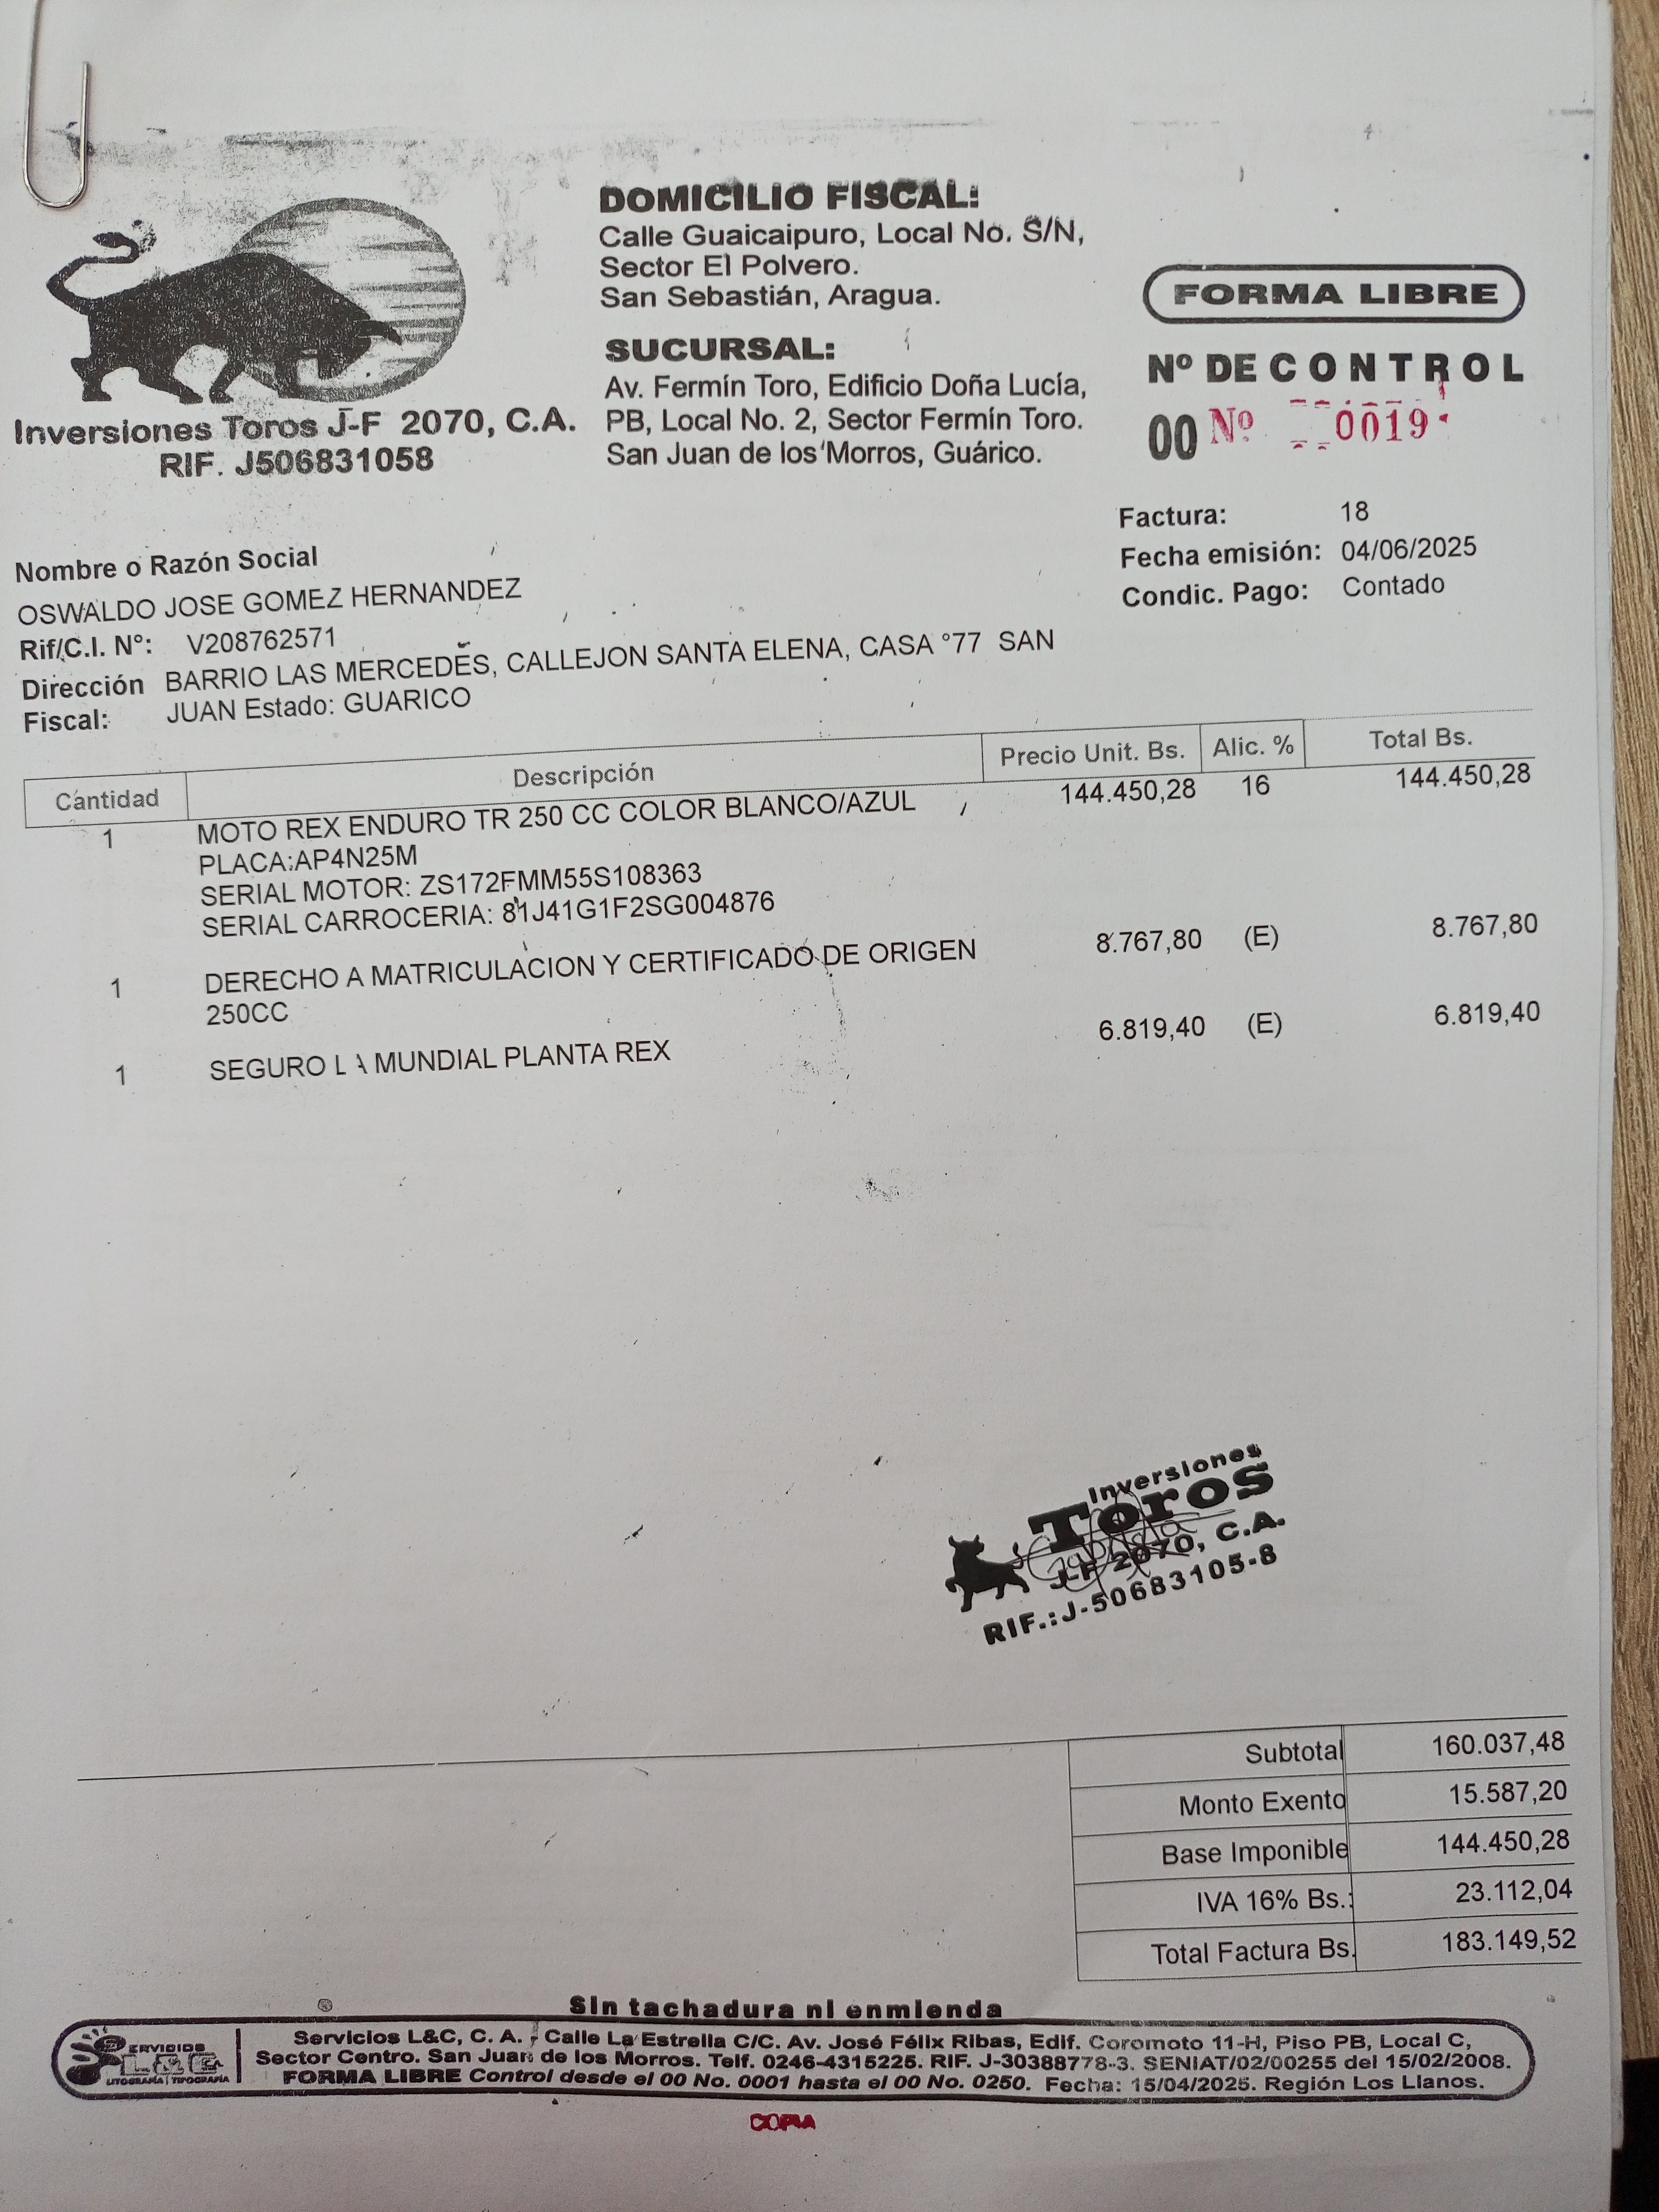 DOMICILIO FISCAL:
Calle Guaicaipuro, Local No. S/N,
Sector El Polvero.
San Sebastián, Aragua.
SUCURSAL:
Av. Fermín Toro, Edificio Doña Lucía,
PB, Local No. 2, Sector Fermín Toro.
San Juan de los Morros, Guárico.
Inversiones Toros J-F 2070, C.A.
RIF. J506831058
FORMA LIBRE
Nº DE CONTROL
00 Nº 0019
Factura: 18
Fecha emisión: 04/06/2025
Condic. Pago: Contado
Nombre o Razón Social
OSWALDO JOSE GOMEZ HERNANDEZ
Rif/C.I. N°: V208762571
Dirección BARRIO LAS MERCEDES, CALLEJON SANTA ELENA, CASA °77 SAN
Fiscal: JUAN Estado: GUARICO
Cantidad Descripción Precio Unit. Bs. Alic. % Total Bs.
1 MOTO REX ENDURO TR 250 CC COLOR BLANCO/AZUL 144.450,28 16 144.450,28
PLACA:AP4N25M
SERIAL MOTOR: ZS172FMM55S108363
SERIAL CARROCERIA: 81J41G1F2SG004876
1 DERECHO A MATRICULACION Y CERTIFICADO DE ORIGEN 8.767,80 (E) 8.767,80
250CC
1 SEGURO LA MUNDIAL PLANTA REX 6.819,40 (E) 6.819,40
Inversiones
Toros
J-F 2070, C.A.
RIF.:J-50683105-8
Subtotal 160.037,48
Monto Exento 15.587,20
Base Imponible 144.450,28
IVA 16% Bs.: 23.112,04
Total Factura Bs. 183.149,52
Sin tachadura ni enmienda
SERVICIOS
L&C
LITOGRAFÍA | TIPOGRAFÍA
Servicios L&C, C. A. - Calle La Estrella C/C. Av. José Félix Ribas, Edif. Coromoto 11-H, Piso PB, Local C,
Sector Centro. San Juan de los Morros. Telf. 0246-4315225. RIF. J-30388778-3. SENIAT/02/00255 del 15/02/2008.
FORMA LIBRE Control desde el 00 No. 0001 hasta el 00 No. 0250. Fecha: 15/04/2025. Región Los Llanos.
COPIA